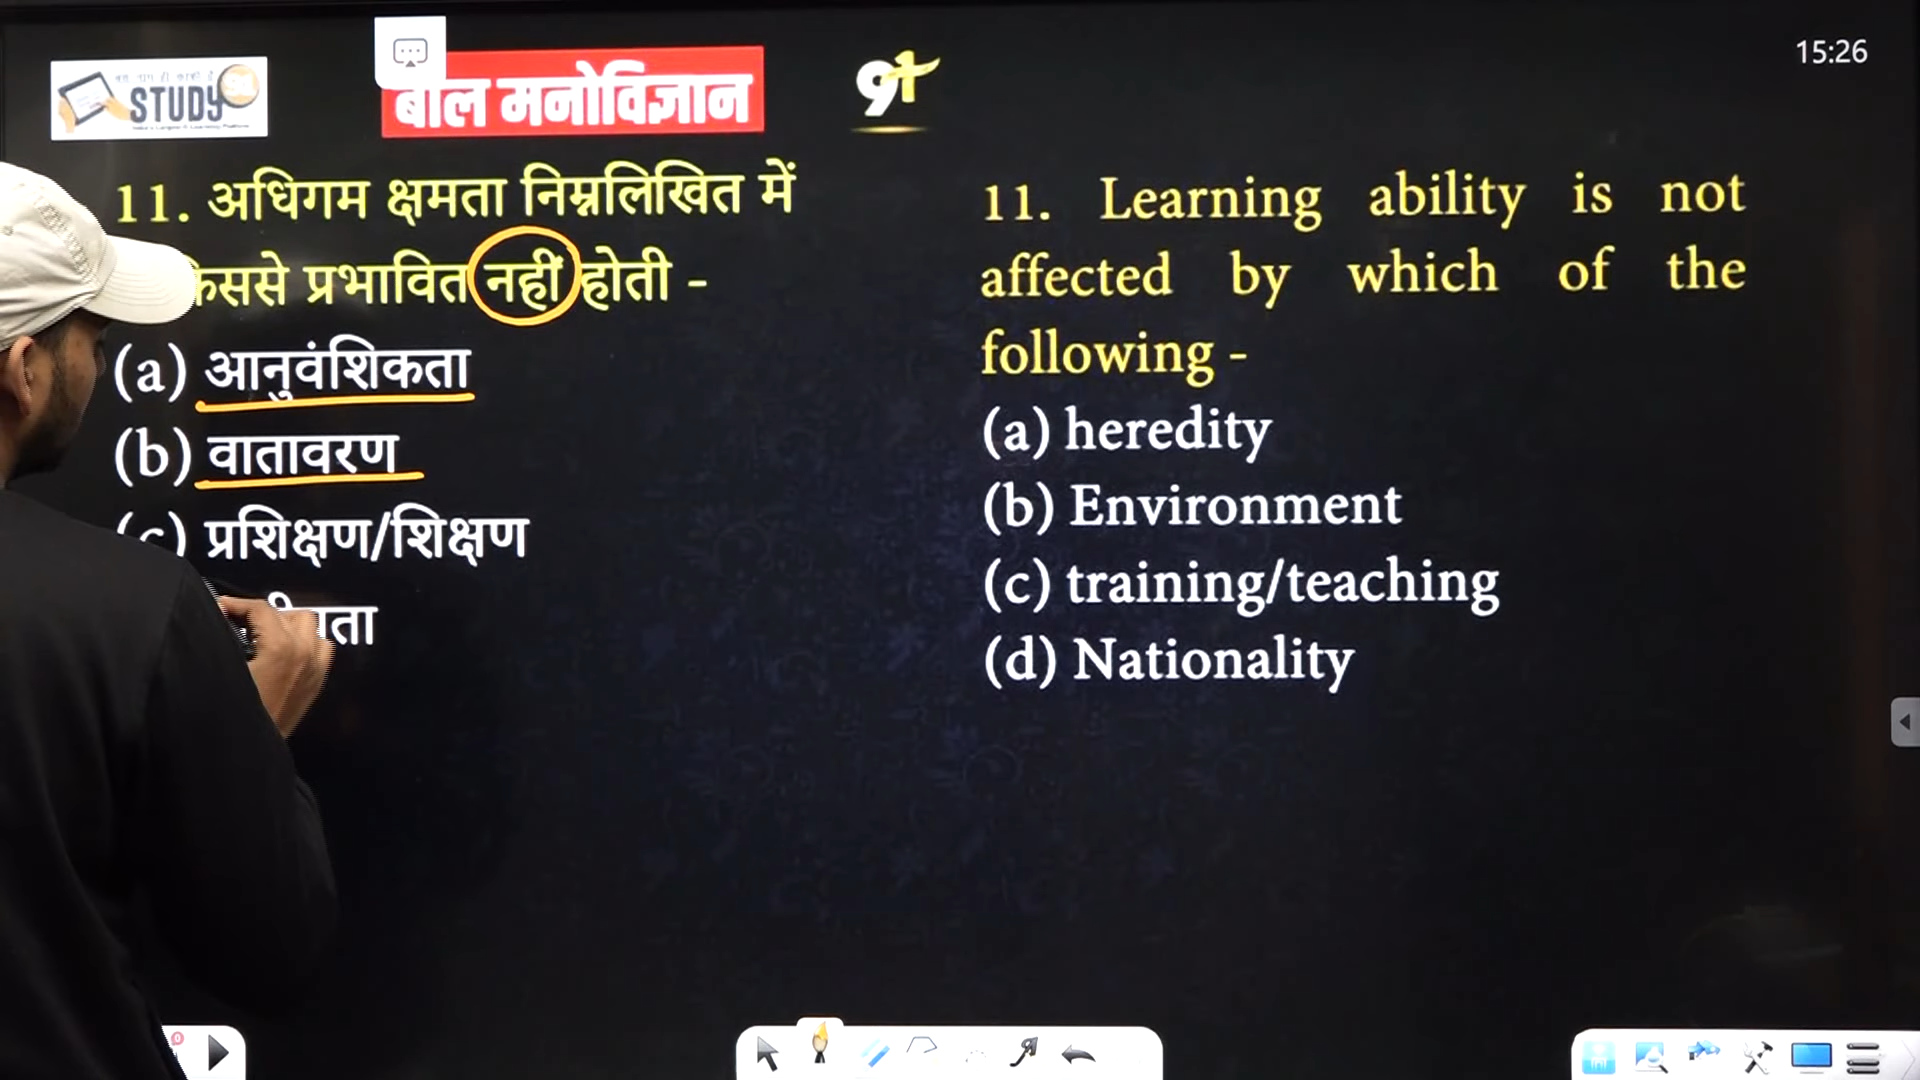 15:26
STUDY
बाल मनोविज्ञान
11. अधिगम क्षमता निम्नलिखित में
किससे प्रभावित नहीं होती -
(a) आनुवंशिकता
(b) वातावरण
(c) प्रशिक्षण/शिक्षण
11. Learning ability is not
affected by which of the
following -
(a) heredity
(b) Environment
(c) training/teaching
(d) Nationality